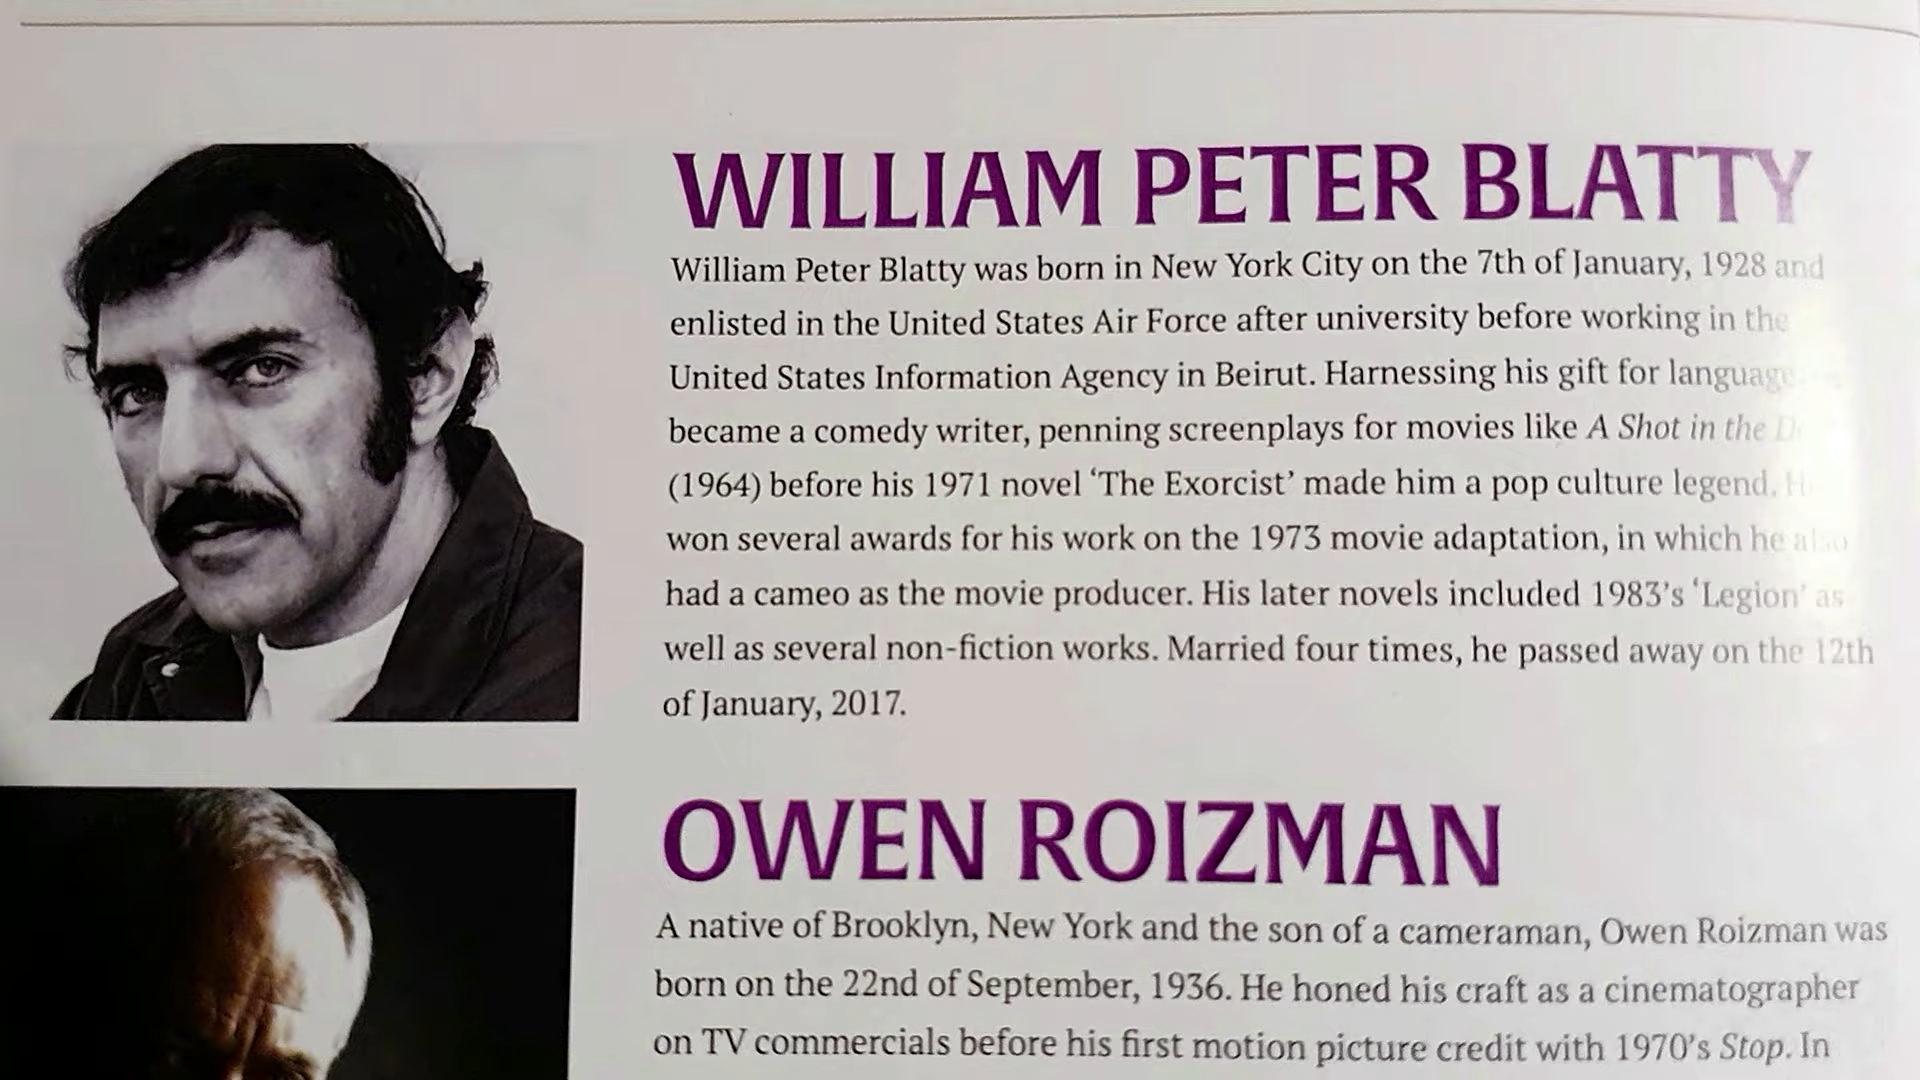 WILLIAM PETER BLATTY
William Peter Blatty was born in New York City on the 7th of January, 1928 and
enlisted in the United States Air Force after university before working in the
United States Information Agency in Beirut. Harnessing his gift for
became a comedy writer, penning screenplays for movies like A Shot in the
(1964) before his 1971 novel ‘The Exorcist’ made him a pop culture legend.
won several awards for his work on the 1973 movie adaptation, in which he also
had a cameo as the movie producer. His later novels included 1983’s ‘Legion’ as
well as several non-fiction works. Married four times, he passed away on the 12th
of January, 2017.
OWEN ROIZMAN
A native of Brooklyn, New York and the son of a cameraman, Owen Roizman was
born on the 22nd of September, 1936. He honed his craft as a cinematographer
on TV commercials before his first motion picture credit with 1970’s Stop. In